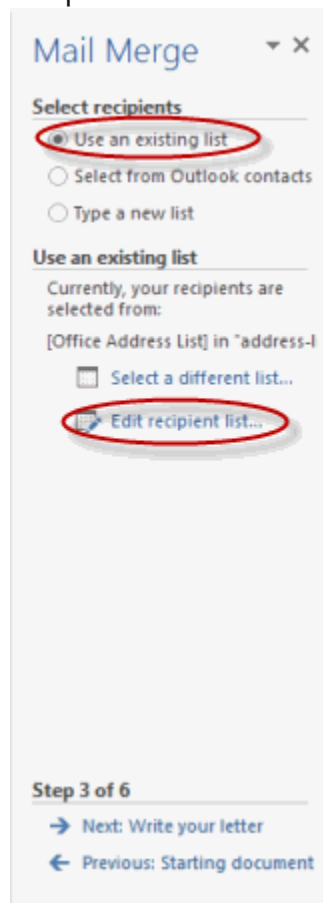 Mail Merge
Select recipients
Use an existing list
Select from Outlook contacts
Type a new list
Use an existing list
Currently, your recipients are
selected from:
[Office Address List] in "address-l
Select a different list...
Edit recipient list...
Step 3 of 6
Next: Write your letter
Previous: Starting document